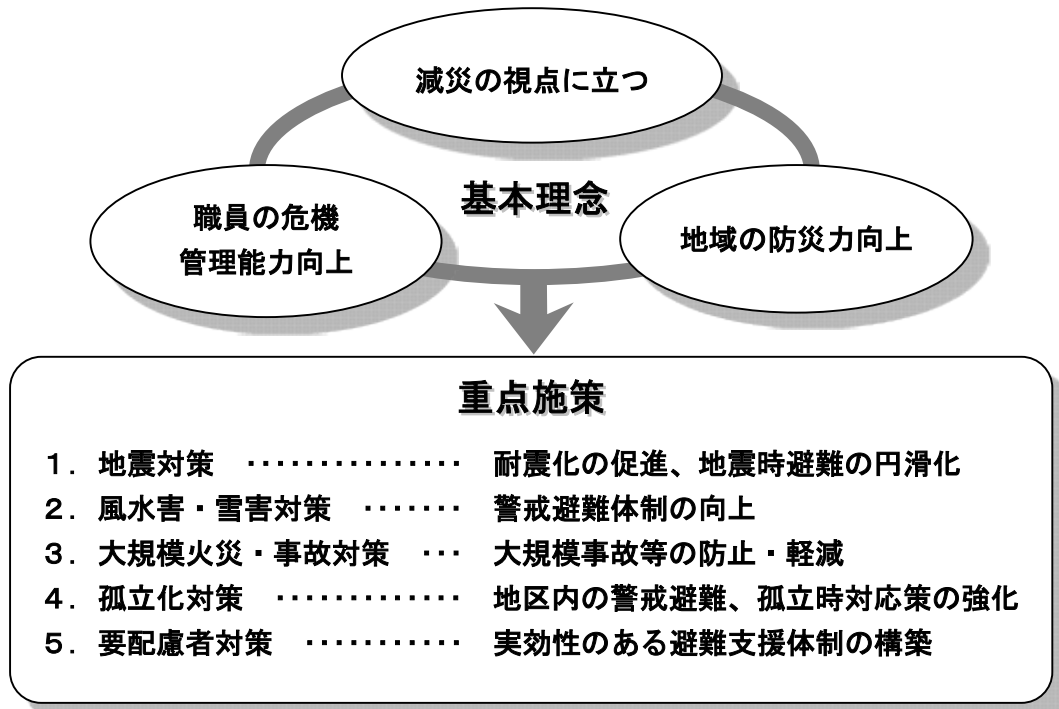 減災の視点に立つ
基本理念
職員の危機
管理能力向上
地域の防災力向上
重点施策
１．地震対策 ･･･････････････ 耐震化の促進、地震時避難の円滑化
２．風水害・雪害対策 ･･･････ 警戒避難体制の向上
３．大規模火災・事故対策 ･･･ 大規模事故等の防止・軽減
４．孤立化対策 ･････････････ 地区内の警戒避難、孤立時対応策の強化
５．要配慮者対策 ･･･････････ 実効性のある避難支援体制の構築